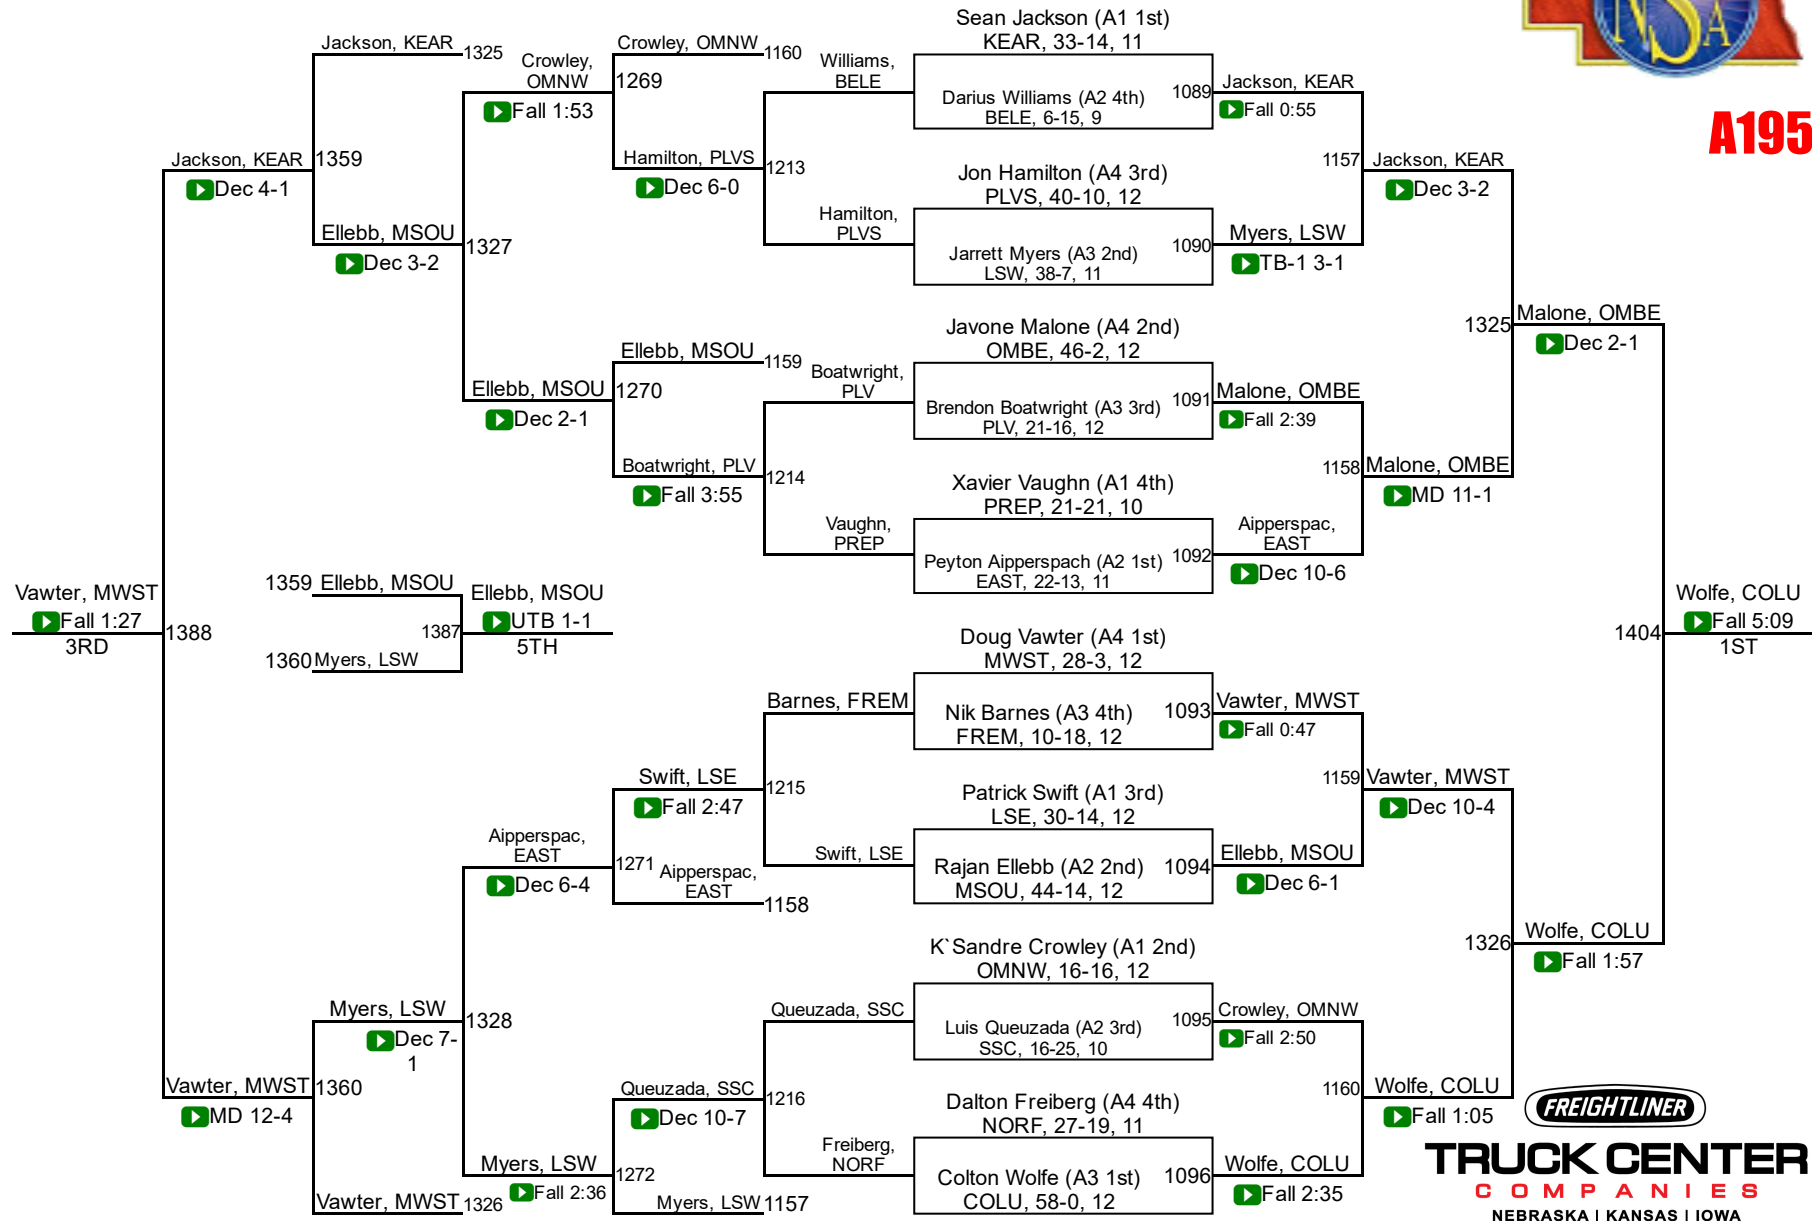 Sean Jackson (A1 1st)
KEAR, 33-14, 11
Jackson, KEAR
1325
Crowley,
OMNW
Fall 1:53
Crowley, OMNW
1160
1269
Williams,
BELE
Darius Williams (A2 4th)
BELE, 6-15, 9
1089
Jackson, KEAR
Fall 0:55
NSA
A195
Jackson, KEAR
Dec 4-1
1359
Hamilton, PLVS
Dec 6-0
1213
Jon Hamilton (A4 3rd)
PLVS, 40-10, 12
1157
Jackson, KEAR
Dec 3-2
Ellebb, MSOU
Dec 3-2
1327
Hamilton,
PLVS
Jarrett Myers (A3 2nd)
LSW, 38-7, 11
1090
Myers, LSW
TB-1 3-1
Javone Malone (A4 2nd)
OMBE, 46-2, 12
1325
Malone, OMBE
Dec 2-1
Ellebb, MSOU
1159
Ellebb, MSOU
Dec 2-1
1270
Boatwright,
PLV
Brendon Boatwright (A3 3rd)
PLV, 21-16, 12
1091
Malone, OMBE
Fall 2:39
Boatwright, PLV
Fall 3:55
1214
Xavier Vaughn (A1 4th)
PREP, 21-21, 10
1158
Malone, OMBE
MD 11-1
Vaughn,
PREP
Peyton Aipperspach (A2 1st)
EAST, 22-13, 11
1092
Aipperspac,
EAST
Dec 10-6
Vawter, MWST
Fall 1:27
3RD
1388
1359
Ellebb, MSOU
1360
Myers, LSW
1387
Ellebb, MSOU
UTB 1-1
5TH
Doug Vawter (A4 1st)
MWST, 28-3, 12
1404
Wolfe, COLU
Fall 5:09
1ST
Barnes, FREM
Nik Barnes (A3 4th)
FREM, 10-18, 12
1093
Vawter, MWST
Fall 0:47
Swift, LSE
Fall 2:47
1215
Patrick Swift (A1 3rd)
LSE, 30-14, 12
1159
Vawter, MWST
Dec 10-4
Aipperspac,
EAST
Dec 6-4
1271
Aipperspac,
EAST
1158
Swift, LSE
Rajan Ellebb (A2 2nd)
MSOU, 44-14, 12
1094
Ellebb, MSOU
Dec 6-1
K`Sandre Crowley (A1 2nd)
OMNW, 16-16, 12
1326
Wolfe, COLU
Fall 1:57
Myers, LSW
Dec 7-
1
1328
Queuzada, SSC
Luis Queuzada (A2 3rd)
SSC, 16-25, 10
1095
Crowley, OMNW
Fall 2:50
Vawter, MWST
MD 12-4
1360
Queuzada, SSC
Dec 10-7
1216
Dalton Freiberg (A4 4th)
NORF, 27-19, 11
1160
Wolfe, COLU
Fall 1:05
Myers, LSW
Fall 2:36
1272
Freiberg,
NORF
Colton Wolfe (A3 1st)
COLU, 58-0, 12
1096
Wolfe, COLU
Fall 2:35
Vawter, MWST
1326
Myers, LSW
1157
FREIGHTLINER
TRUCK CENTER
COMPANIES
NEBRASKA | KANSAS | IOWA